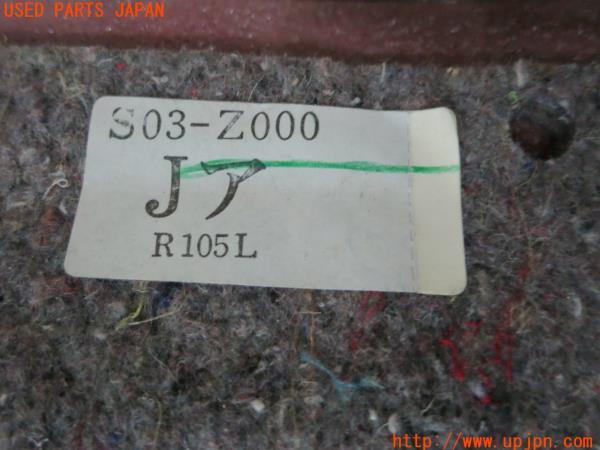 USED PARTS JAPAN
S03-Z000
Jア
R105L
http://www.upjpn.com/